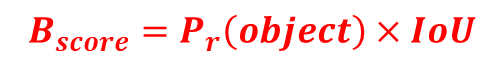 B_score = P_r(object) × IoU